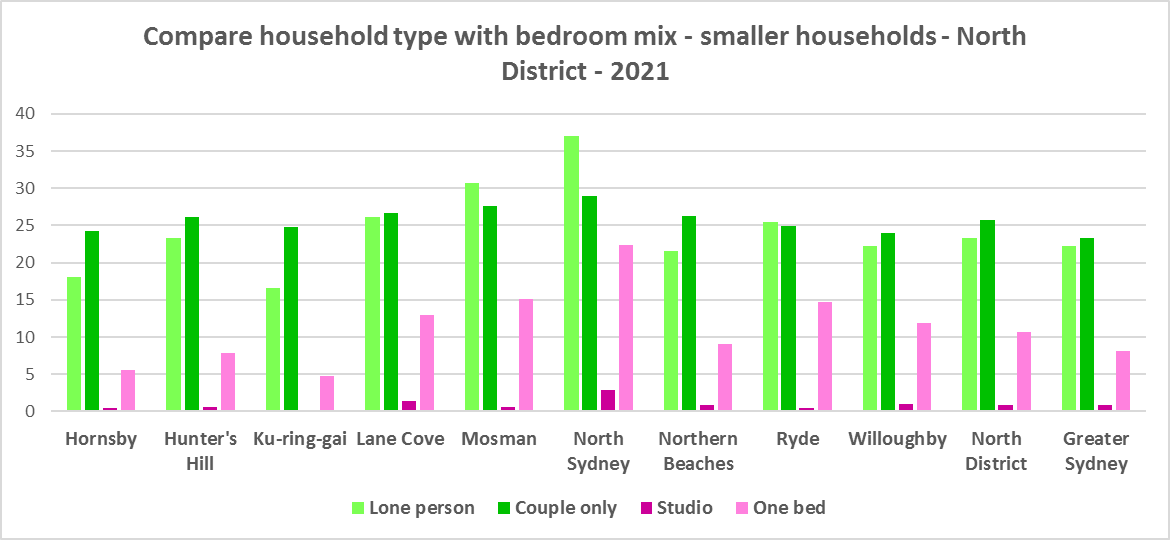 Compare household type with bedroom mix - smaller households - North
District - 2021
40
35
30
25
20
15
10
5
0
Hornsby
Hunter's
Hill
Ku-ring-gai
Lane Cove
Mosman
North
Sydney
Northern
Beaches
Ryde
Willoughby
North
District
Greater
Sydney
Lone person
Couple only
Studio
One bed